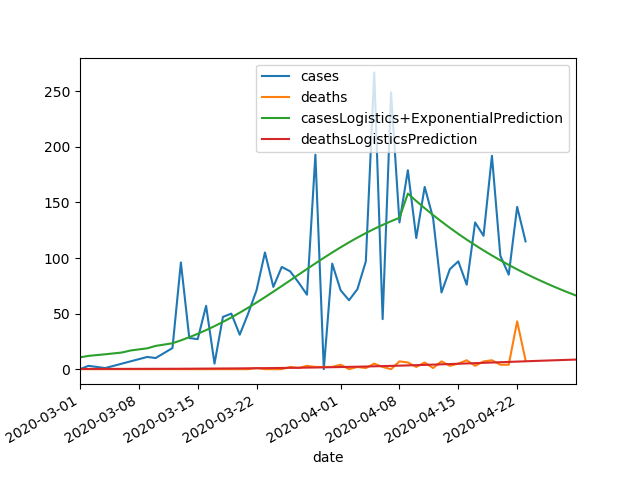 cases
deaths
casesLogistics+ExponentialPrediction
deathsLogisticsPrediction
250
200
150
100
50
0
2020-03-01
2020-03-08
2020-03-15
2020-03-22
2020-04-01
2020-04-08
2020-04-15
2020-04-22
date